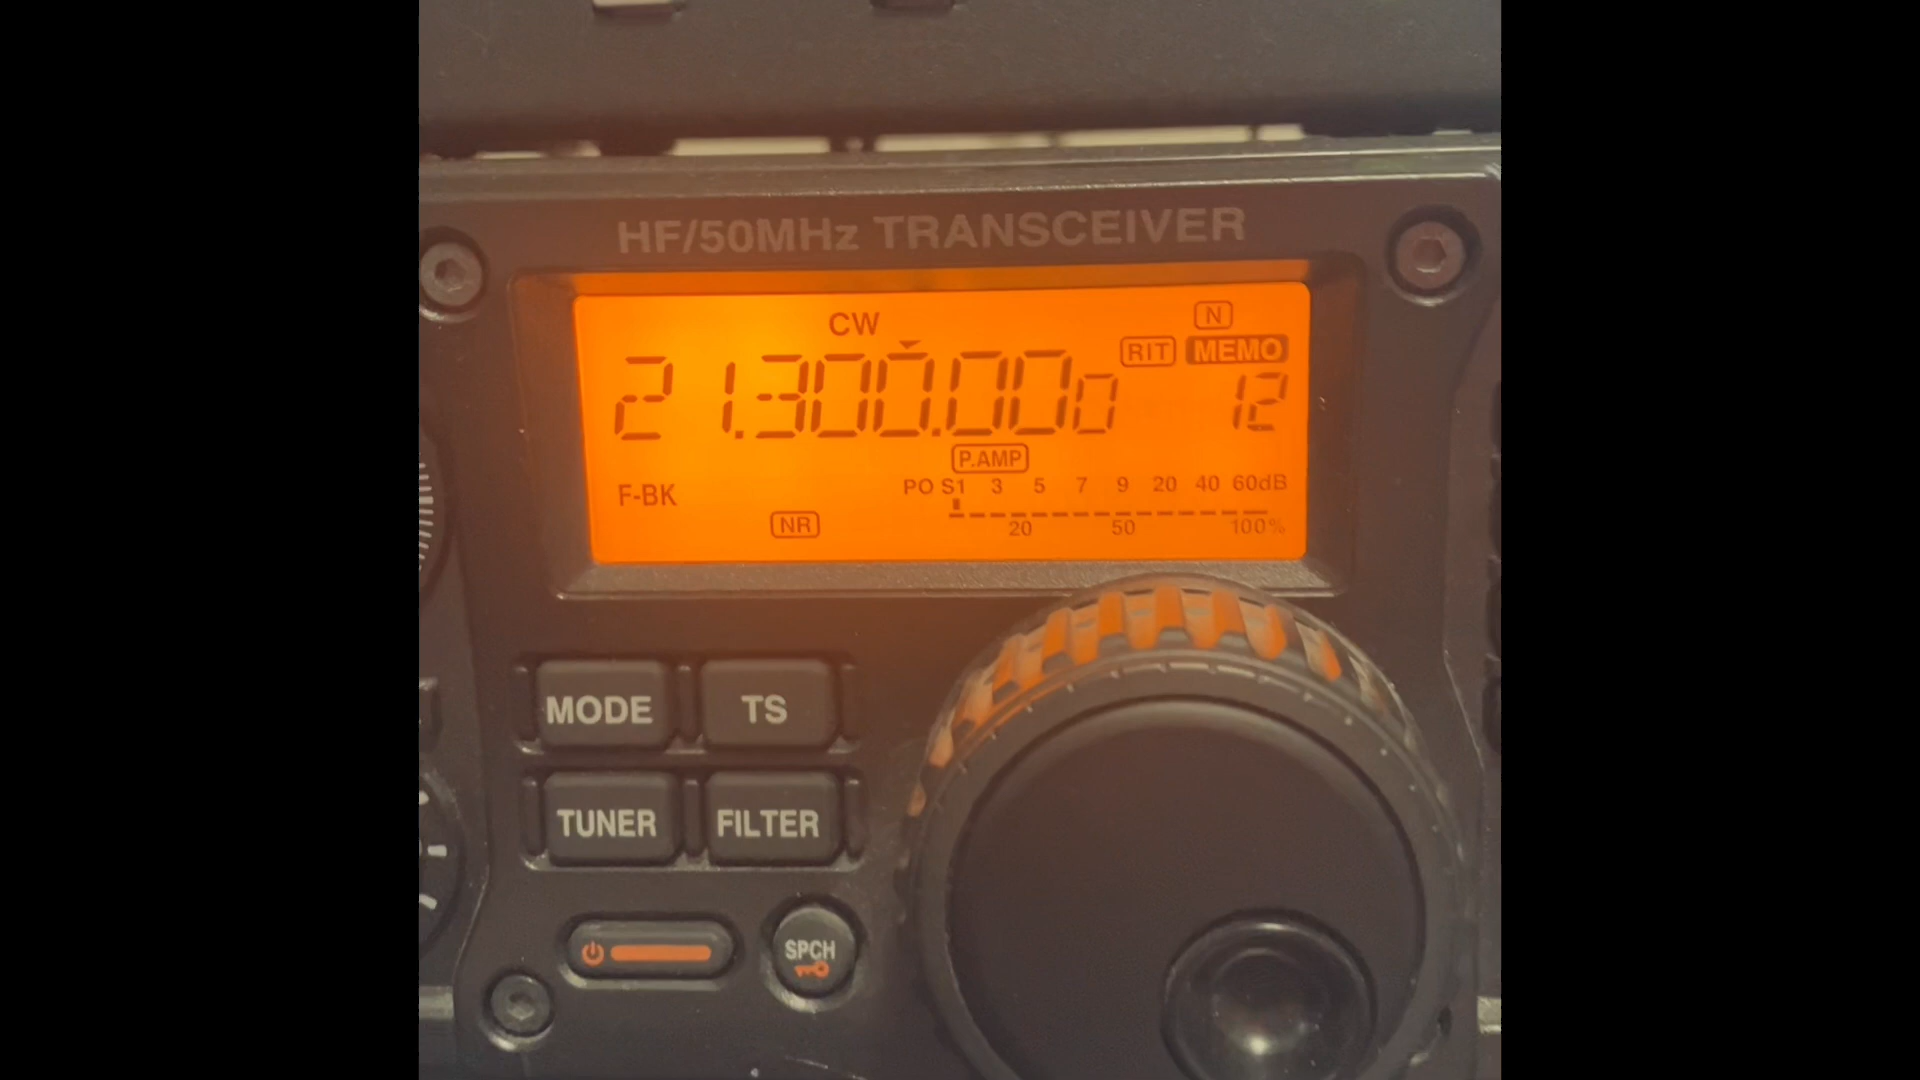 HF/50MHz TRANSCEIVER
CW
N
RIT MEMO
21.300.000 12
P.AMP
PO S1 3 5 7 9 20 40 60dB
F-BK
NR
20 50 100%
MODE TS
TUNER FILTER
SPCH